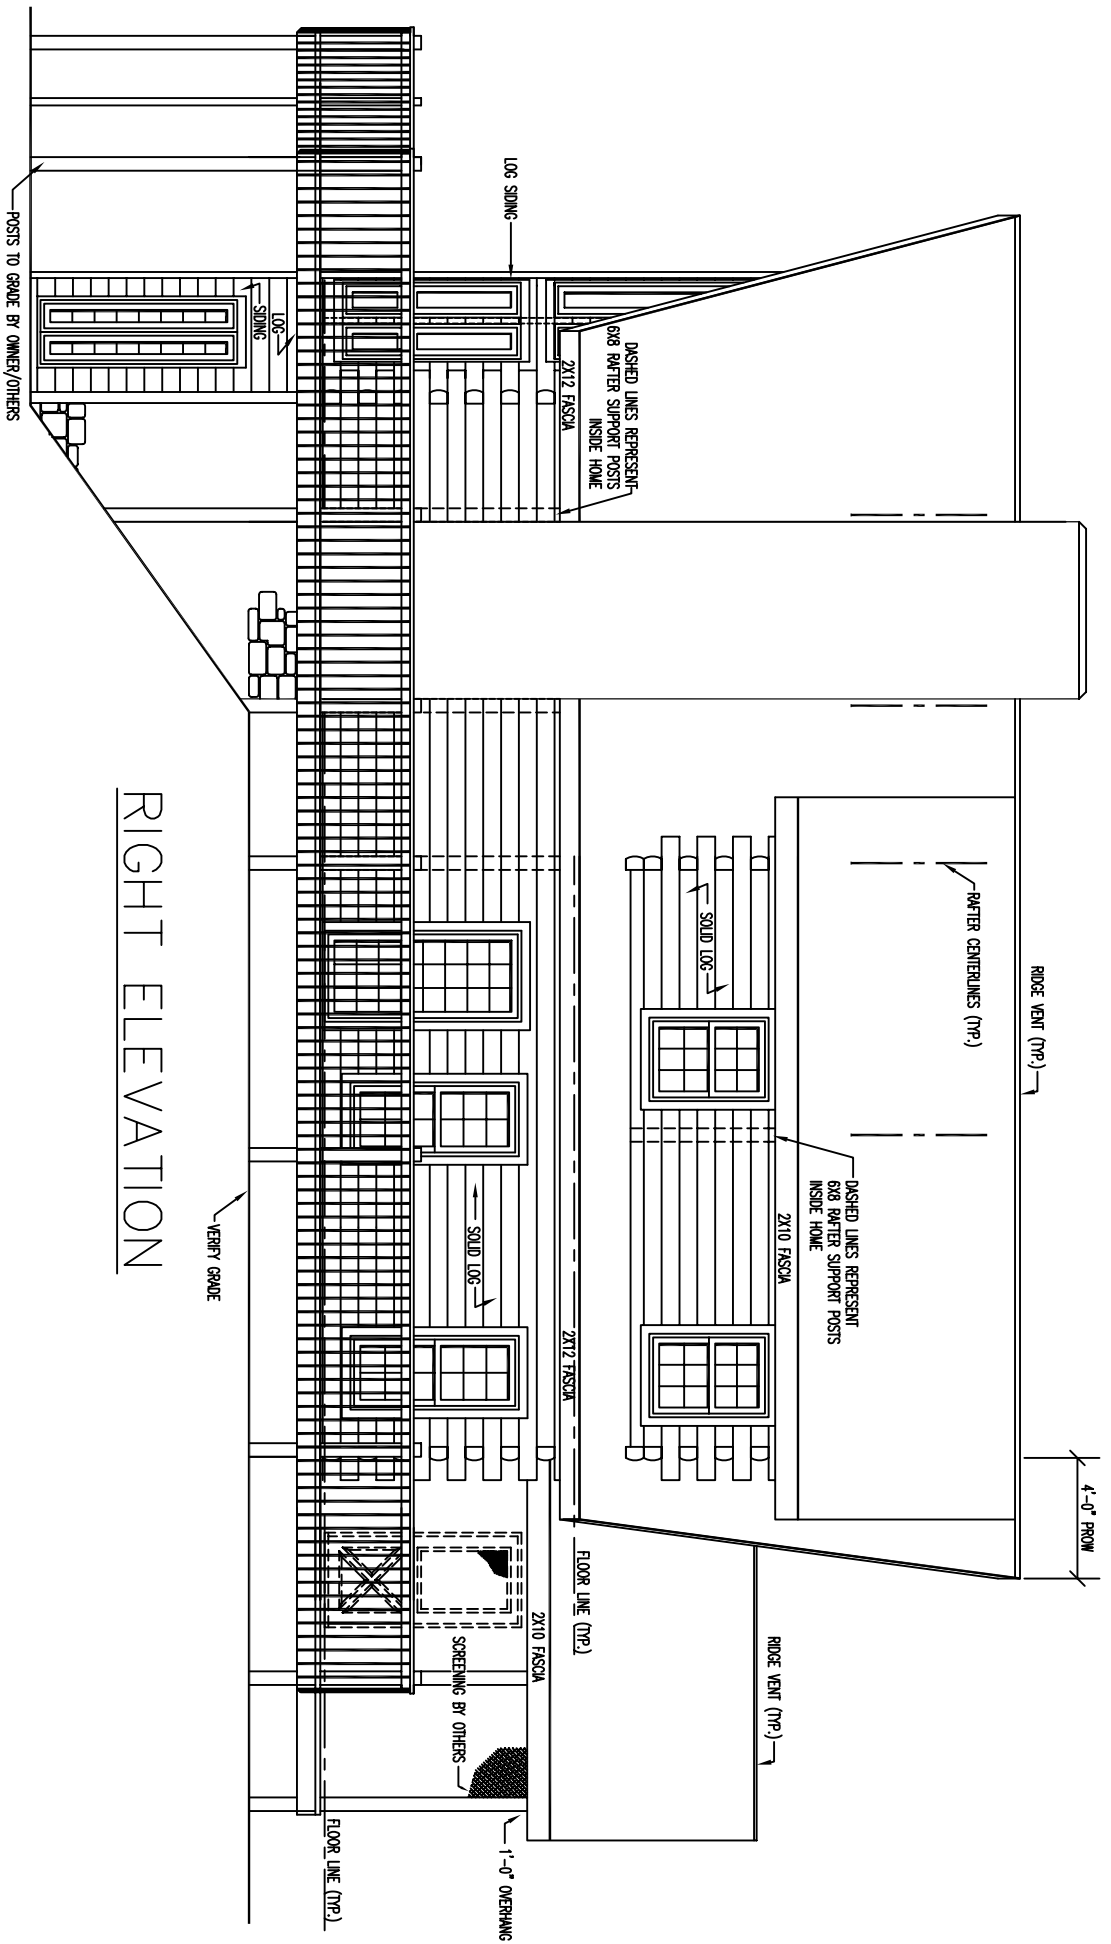 4'-0" PROW
RIDGE VENT (TYP.)
RAFTER CENTERLINES (TYP.)
DASHED LINES REPRESENT
6X8 RAFTER SUPPORT POSTS
INSIDE HOME
2X10 FASCIA
SOLID LOG
RIDGE VENT (TYP.)
DASHED LINES REPRESENT
6X8 RAFTER SUPPORT POSTS
INSIDE HOME
2X12 FASCIA
2X12 FASCIA
FLOOR LINE (TYP.)
2X10 FASCIA
LOG SIDING
1'-0" OVERHANG
SOLID LOG
SCREENING BY OTHERS
FLOOR LINE (TYP.)
LOG
SIDING
VERIFY GRADE
POSTS TO GRADE BY OWNER/OTHERS
RIGHT ELEVATION